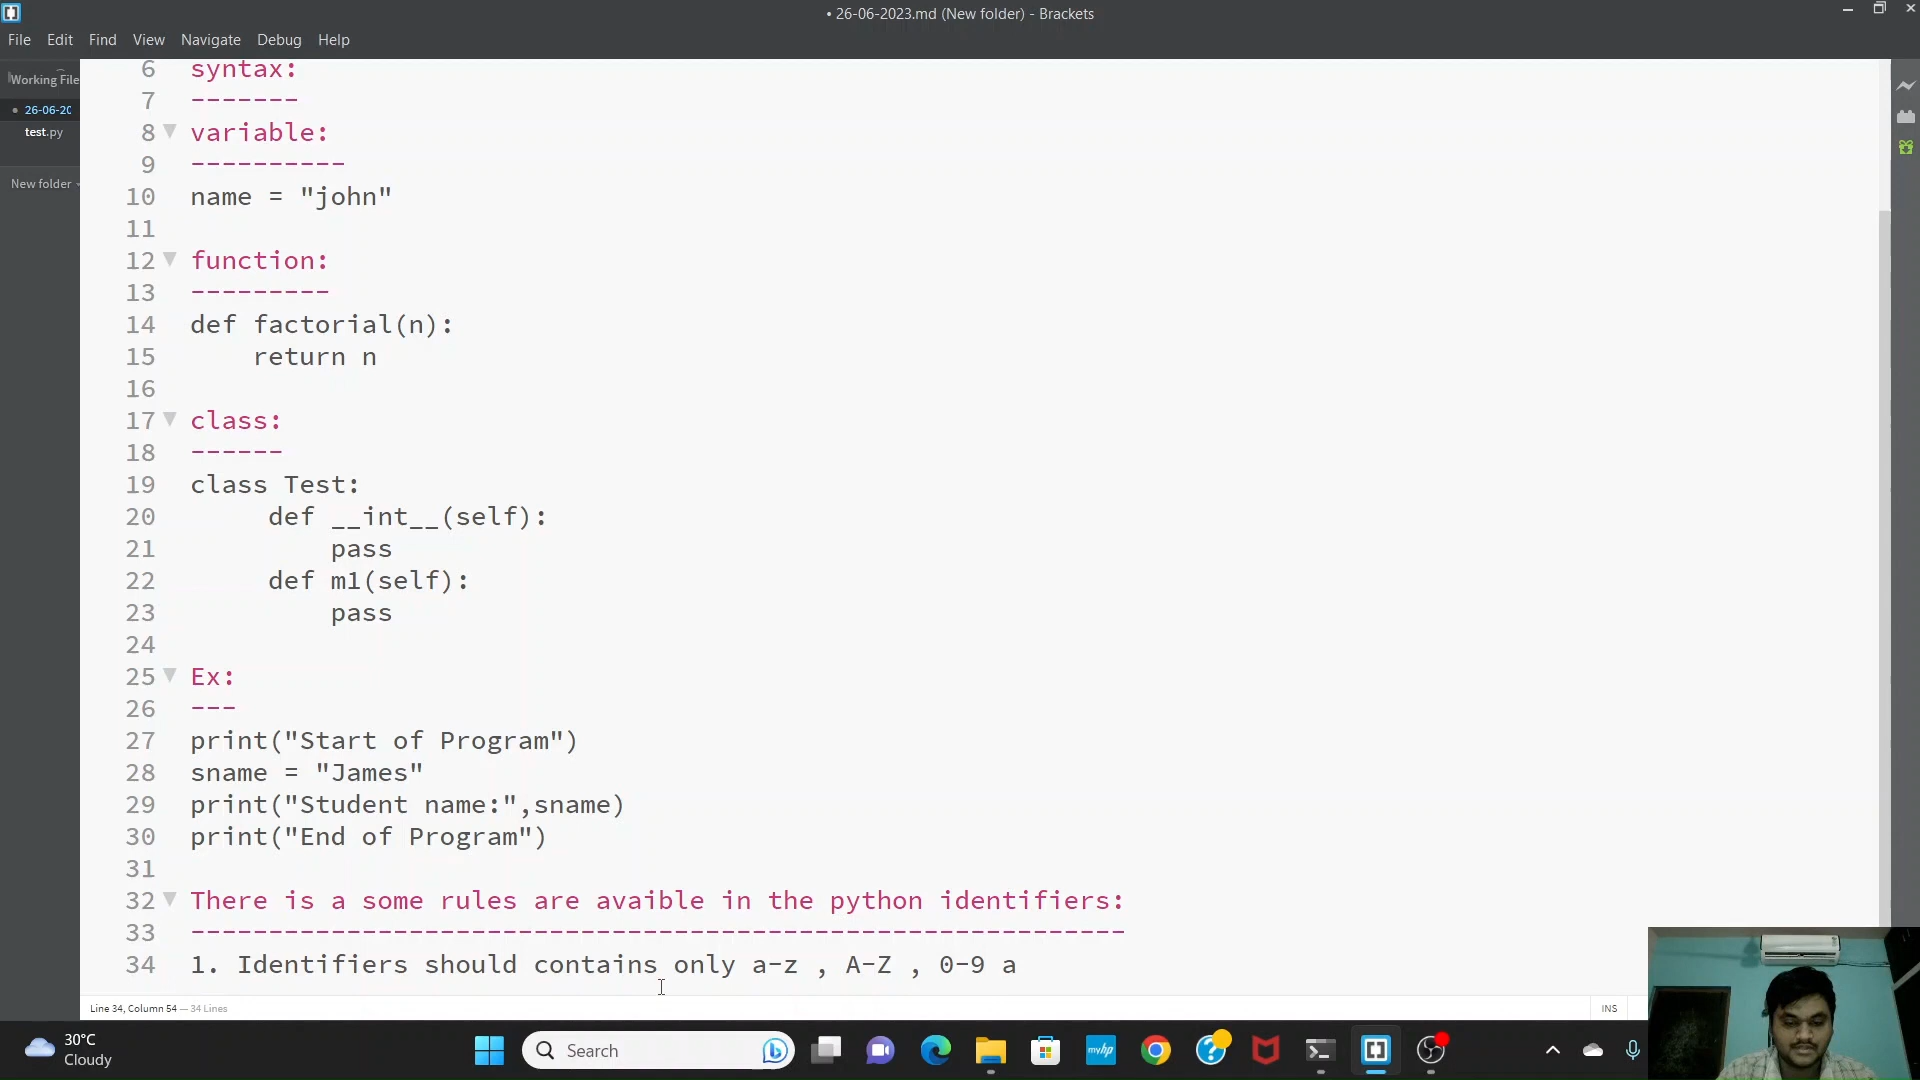 • 26-06-2023.md (New folder) - Brackets
File Edit Find View Navigate Debug Help
Working File
26-06-20
test.py
New folder
6 syntax:
7 -------
8 variable:
9 ----------
10 name = "john"
11
12 function:
13 ---------
14 def factorial(n):
15     return n
16
17 class:
18 ------
19 class Test:
20      def __int__(self):
21          pass
22      def m1(self):
23          pass
24
25 Ex:
26 ---
27 print("Start of Program")
28 sname = "James"
29 print("Student name:",sname)
30 print("End of Program")
31
32 There is a some rules are avaible in the python identifiers:
33 ------------------------------------------------------------
34 1. Identifiers should contains only a-z , A-Z , 0-9 a
Line 34, Column 54 — 34 Lines
INS
30°C
Cloudy
Search
myhp